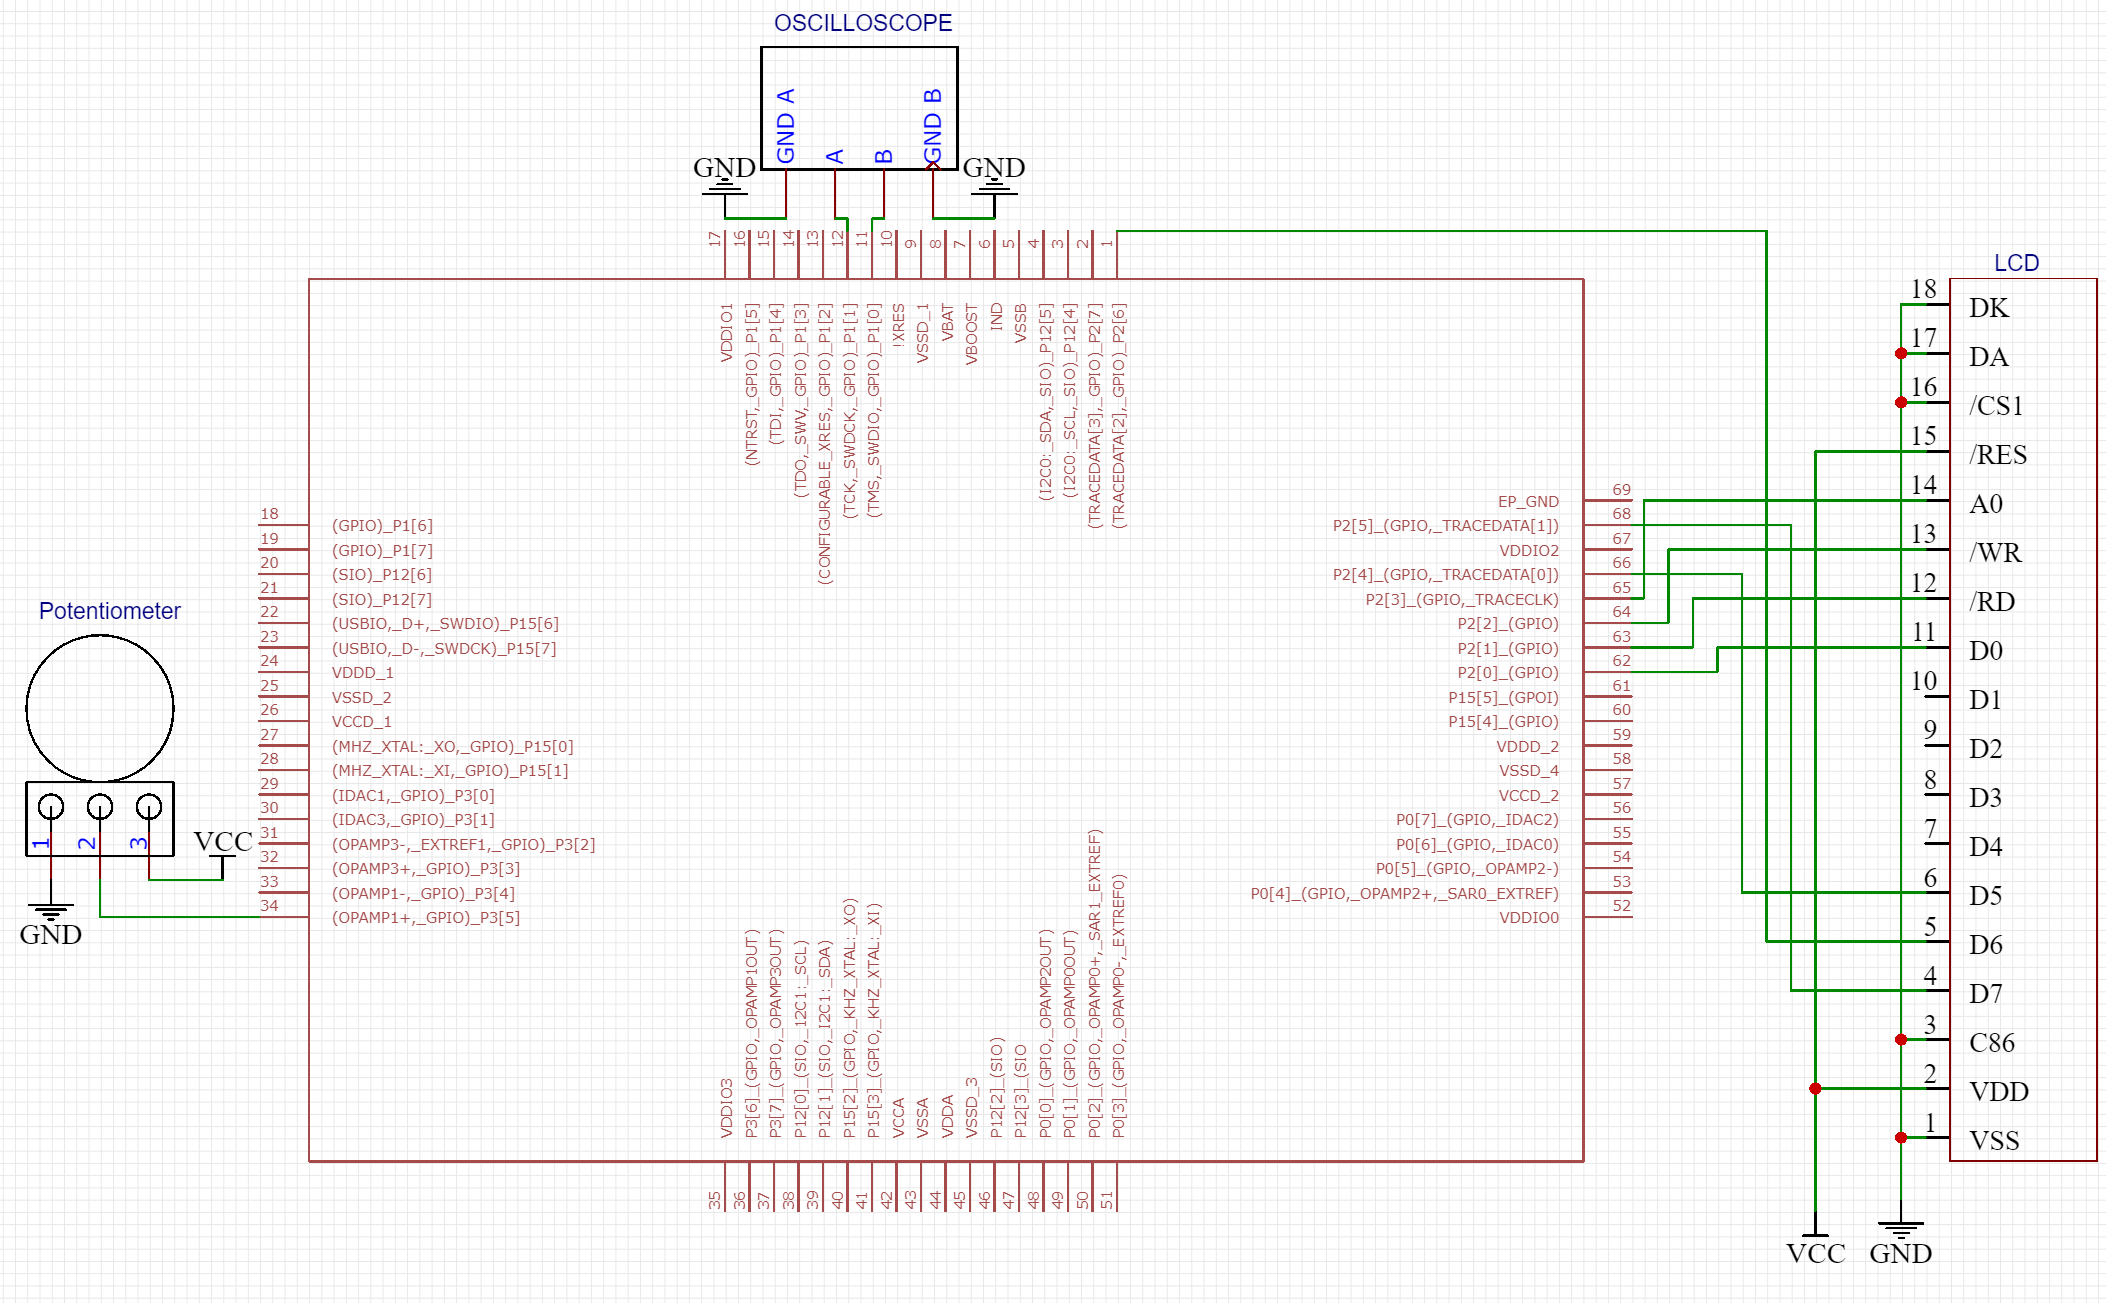 OSCILLOSCOPE
GND A
A
B
GND B
GND
GND
17
16
15
14
13
12
11
10
9
8
7
6
5
4
3
2
1
VDDIO1
(NTRST,_GPIO)_P1[5]
(TDI,_GPIO)_P1[4]
(TDO,_SWV,_GPIO)_P1[3]
(CONFIGURABLE_XRES,_GPIO)_P1[2]
(TCK,_SWDCK,_GPIO)_P1[1]
(TMS,_SWDIO,_GPIO)_P1[0]
!XRES
VSSD_1
VBAT
VBOOST
IND
VSSB
(I2C0:_SDA,_SIO)_P12[5]
(I2C0:_SCL,_SIO)_P12[4]
(TRACEDATA[3],_GPIO)_P2[7]
(TRACEDATA[2],_GPIO)_P2[6]
18 (GPIO)_P1[6]
19 (GPIO)_P1[7]
20 (SIO)_P12[6]
21 (SIO)_P12[7]
22 (USBIO,_D+,_SWDIO)_P15[6]
23 (USBIO,_D-,_SWDCK)_P15[7]
24 VDDD_1
25 VSSD_2
26 VCCD_1
27 (MHZ_XTAL:_XO,_GPIO)_P15[0]
28 (MHZ_XTAL:_XI,_GPIO)_P15[1]
29 (IDAC1,_GPIO)_P3[0]
30 (IDAC3,_GPIO)_P3[1]
31 (OPAMP3-,_EXTREF1,_GPIO)_P3[2]
32 (OPAMP3+,_GPIO)_P3[3]
33 (OPAMP1-,_GPIO)_P3[4]
34 (OPAMP1+,_GPIO)_P3[5]
Potentiometer
1
2
3
VCC
GND
EP_GND 69
P2[5]_(GPIO,_TRACEDATA[1]) 68
VDDIO2 67
P2[4]_(GPIO,_TRACEDATA[0]) 66
P2[3]_(GPIO,_TRACECLK) 65
P2[2]_(GPIO) 64
P2[1]_(GPIO) 63
P2[0]_(GPIO) 62
P15[5]_(GPOI) 61
P15[4]_(GPIO) 60
VDDD_2 59
VSSD_4 58
VCCD_2 57
P0[7]_(GPIO,_IDAC2) 56
P0[6]_(GPIO,_IDAC0) 55
P0[5]_(GPIO,_OPAMP2-) 54
P0[4]_(GPIO,_OPAMP2+,_SAR0_EXTREF) 53
VDDIO0 52
VDDIO3
P3[6]_(GPIO,_OPAMP1OUT)
P3[7]_(GPIO,_OPAMP3OUT)
P12[0]_(SIO,_12C1:_SCL)
P12[1]_(SIO,_I2C1:_SDA)
P15[2]_(GPIO,_KHZ_XTAL:_XO)
P15[3]_(GPIO,_KHZ_XTAL:_XI)
VCCA
VSSA
VDDA
VSSD_3
P12[2]_(SIO)
P12[3]_(SIO
P0[0]_(GPIO,_OPAMP2OUT)
P0[1]_(GPIO,_OPAMP0OUT)
P0[2]_(GPIO,_OPAMP0+,_SAR1_EXTREF)
P0[3]_(GPIO,_OPAMP0-,_EXTREF0)
35
36
37
38
39
40
41
42
43
44
45
46
47
48
49
50
51
LCD
18 DK
17 DA
16 /CS1
15 /RES
14 A0
13 /WR
12 /RD
11 D0
10 D1
9 D2
8 D3
7 D4
6 D5
5 D6
4 D7
3 C86
2 VDD
1 VSS
VCC
GND